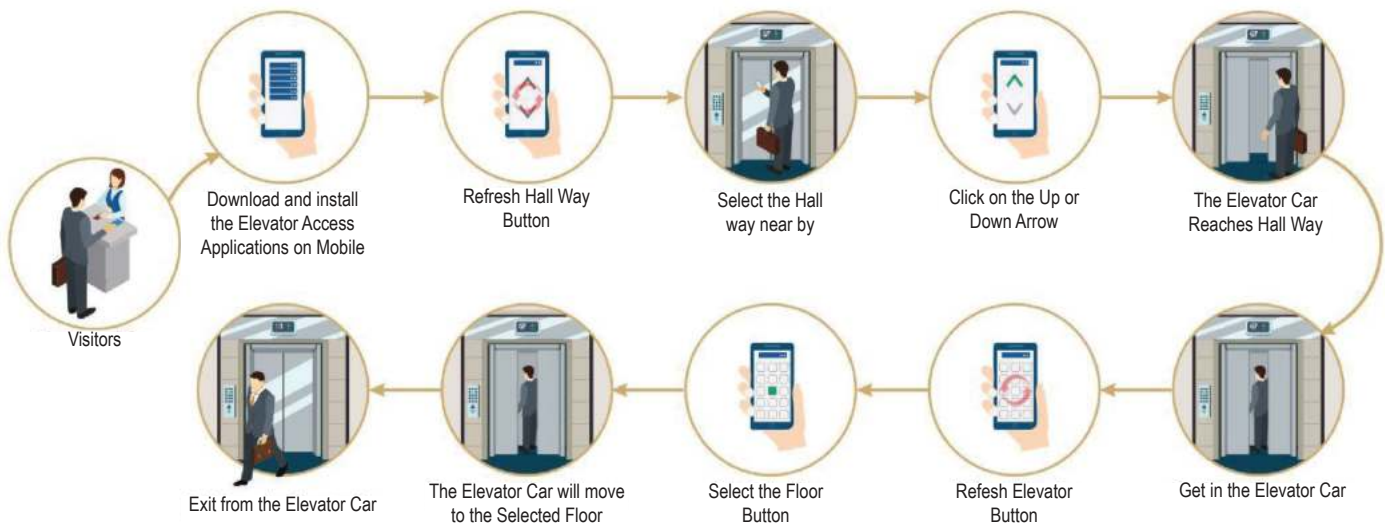 Download and install
the Elevator Access
Applications on Mobile
Refresh Hall Way
Button
Select the Hall
way near by
Click on the Up or
Down Arrow
The Elevator Car
Reaches Hall Way
Visitors
Exit from the Elevator Car
The Elevator Car will move
to the Selected Floor
Select the Floor
Button
Refesh Elevator
Button
Get in the Elevator Car